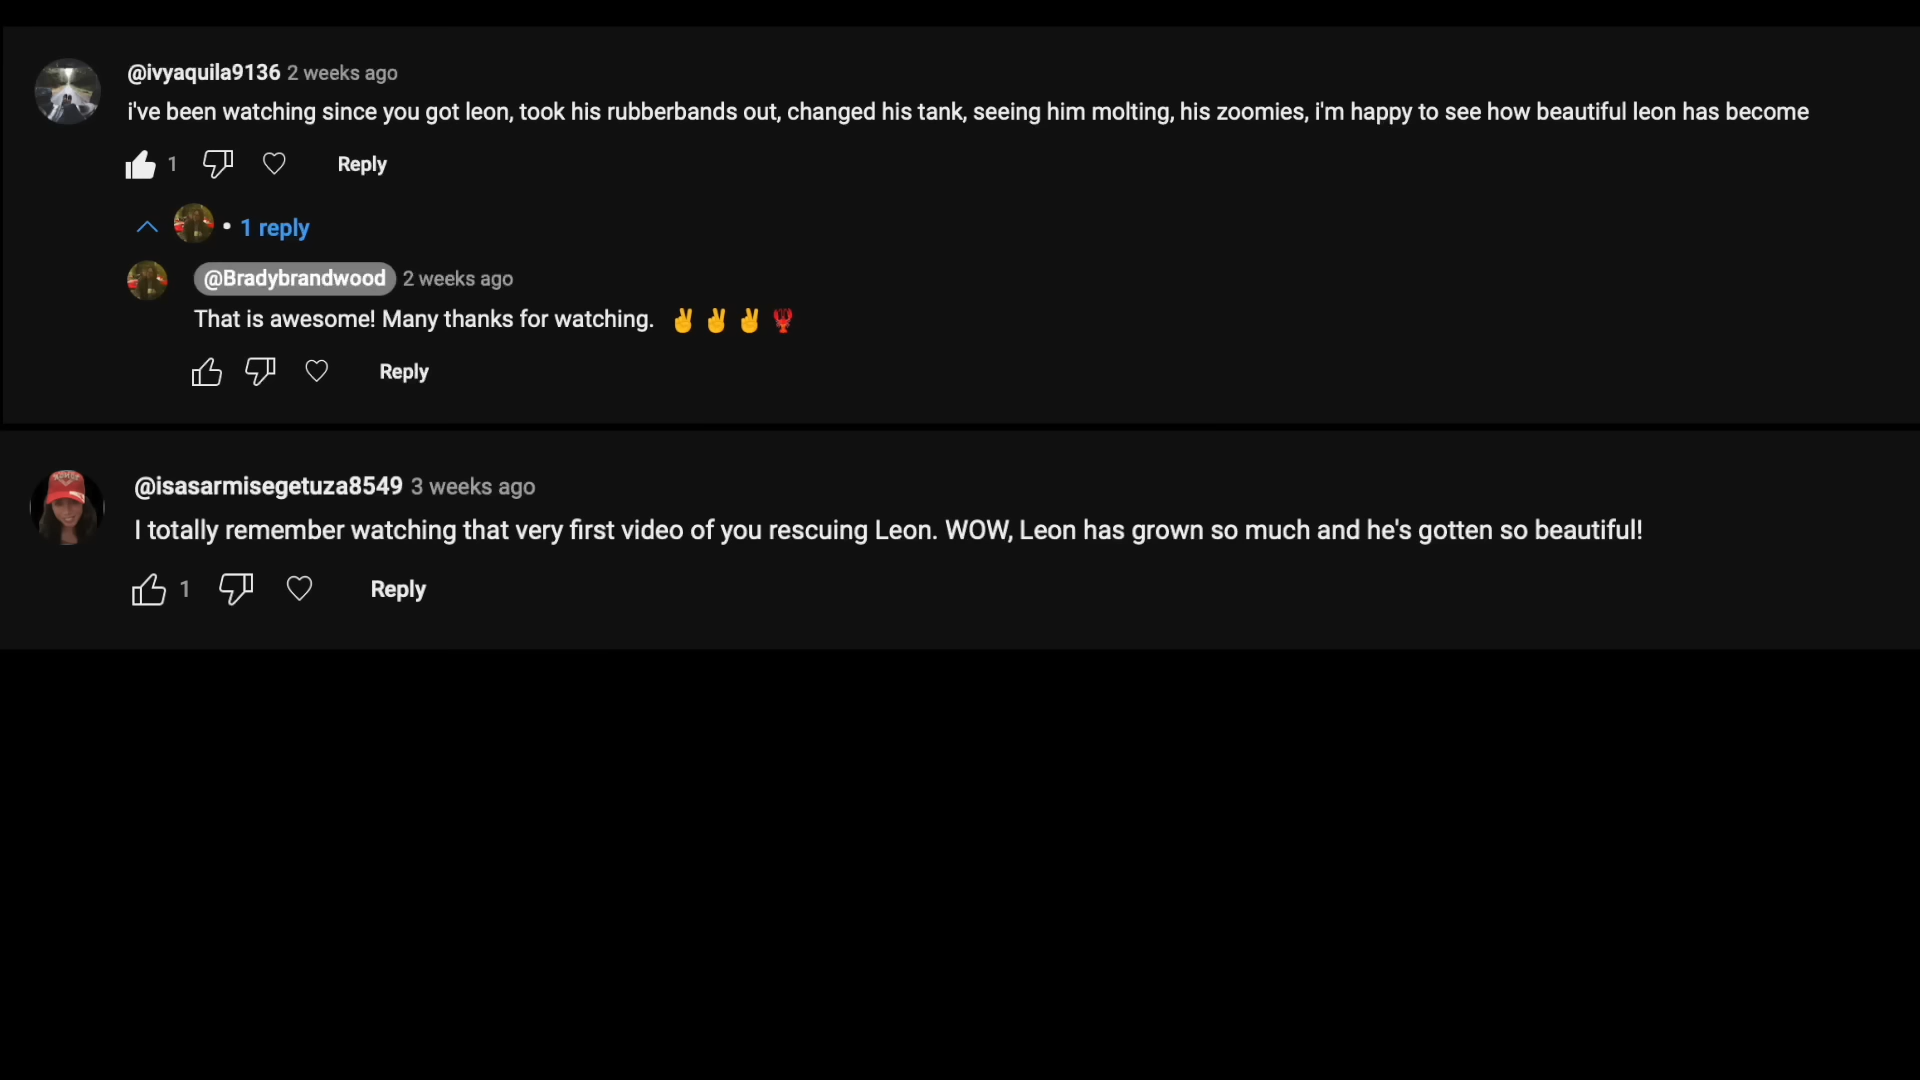 @ivyaquila9136 2 weeks ago
i've been watching since you got leon, took his rubberbands out, changed his tank, seeing him molting, his zoomies, i'm happy to see how beautiful leon has become
1 Reply
• 1 reply
@Bradybrandwood 2 weeks ago
That is awesome! Many thanks for watching. ✌️✌️✌️🦞
Reply
@isasarmisegetuza8549 3 weeks ago
I totally remember watching that very first video of you rescuing Leon. WOW, Leon has grown so much and he's gotten so beautiful!
1 Reply